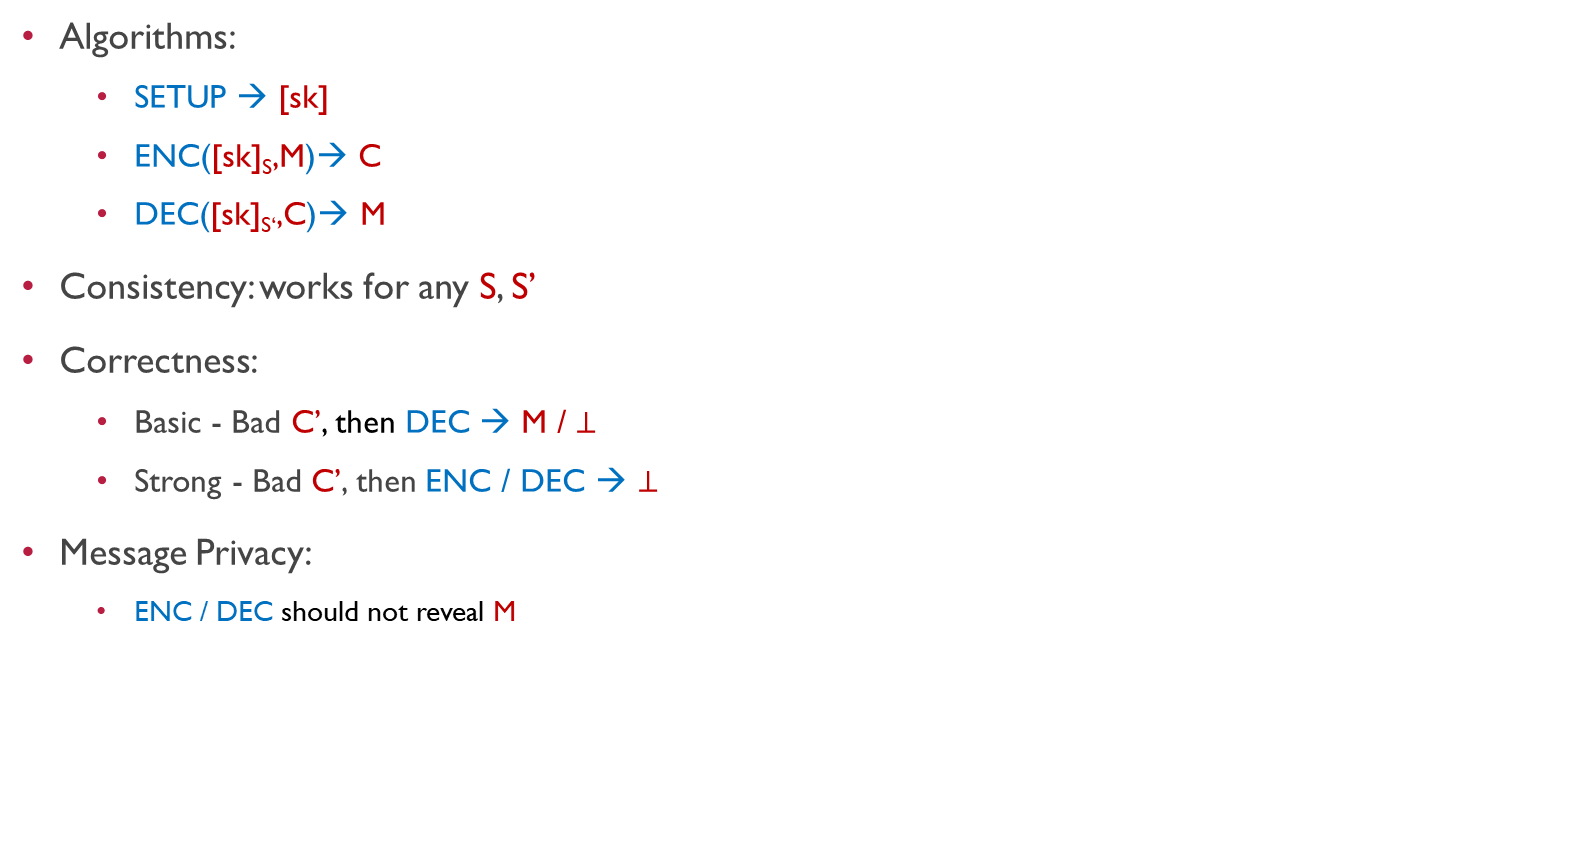 • Algorithms:
• SETUP → [sk]
• ENC([sk]S,M)→ C
• DEC([sk]S‘,C)→ M
• Consistency: works for any S, S’
• Correctness:
• Basic - Bad C’, then DEC → M / ⊥
• Strong - Bad C’, then ENC / DEC → ⊥
• Message Privacy:
• ENC / DEC should not reveal M